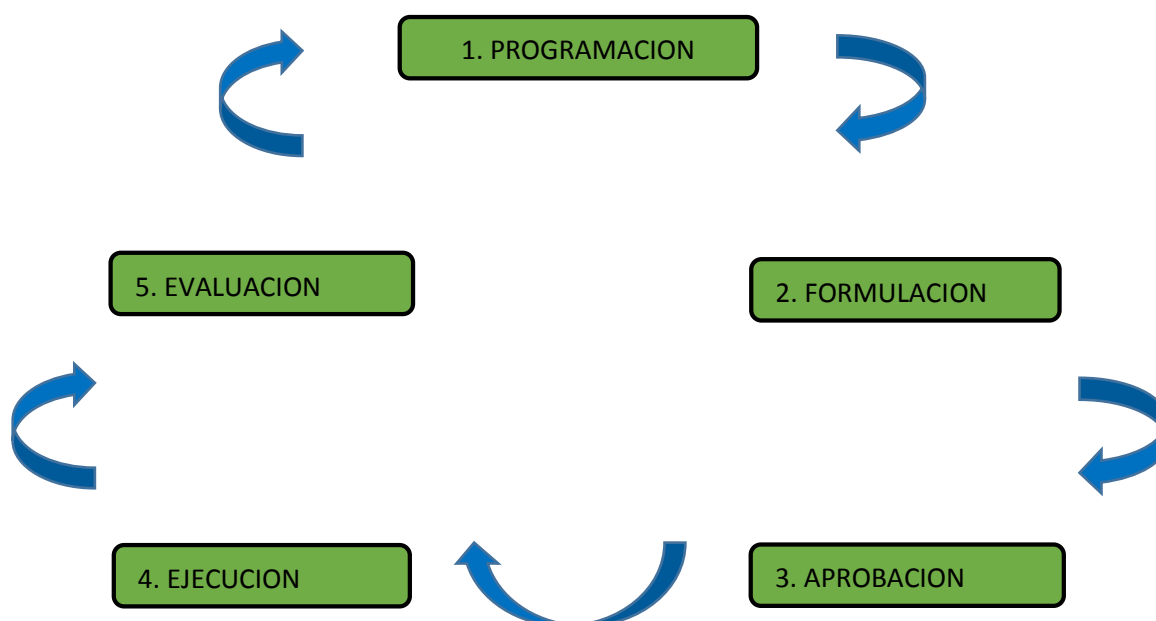 1. PROGRAMACION
2. FORMULACION
3. APROBACION
4. EJECUCION
5. EVALUACION